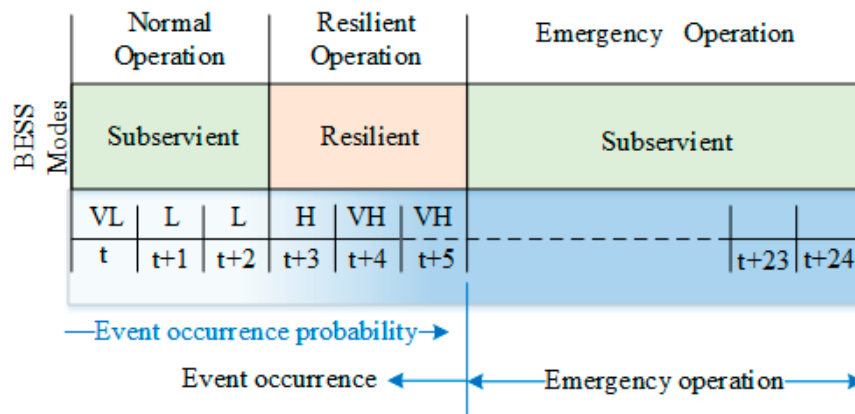 Normal
Operation
Resilient
Operation
Emergency Operation
BESS
Modes
Subservient
Resilient
Subservient
VL L L H VH VH
t t+1 t+2 t+3 t+4 t+5 t+23 t+24
Event occurrence probability
Event occurrence
Emergency operation